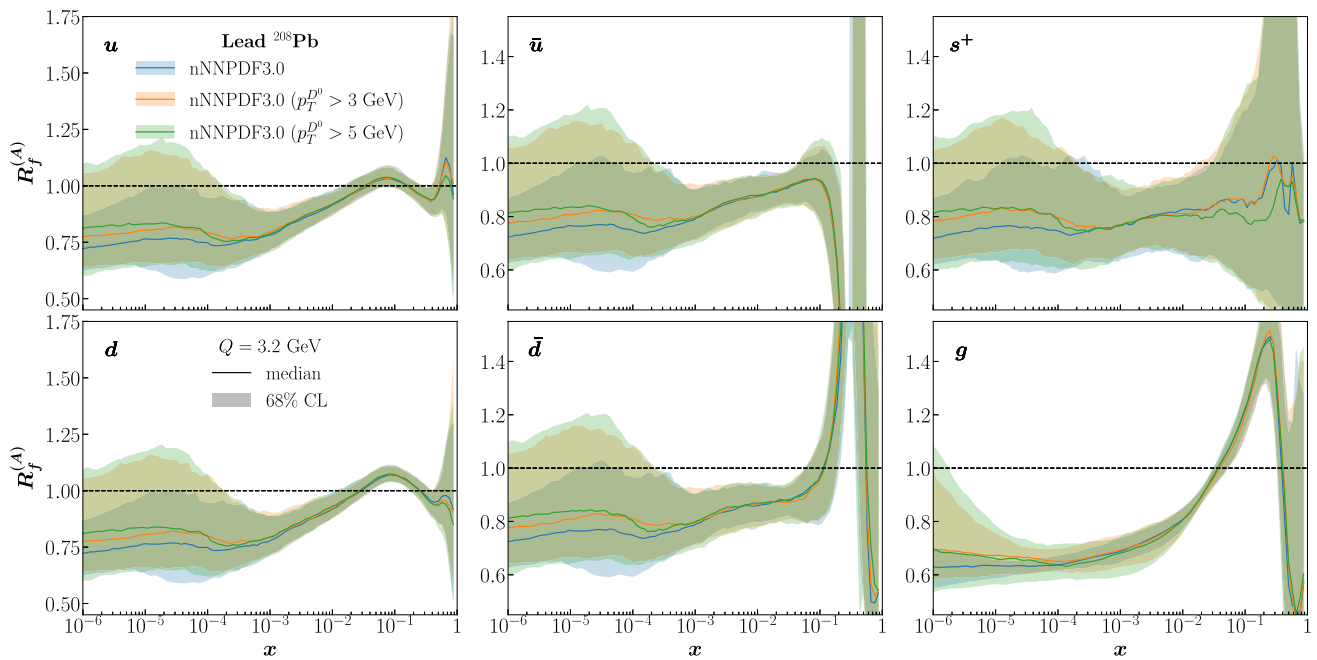 u
Lead ²⁰⁸Pb
nNNPDF3.0
nNNPDF3.0 (p_T^{D⁰} > 3 GeV)
nNNPDF3.0 (p_T^{D⁰} > 5 GeV)
R_f^{(A)}
1.75
1.50
1.25
1.00
0.75
0.50
ū
1.4
1.2
1.0
0.8
0.6
s⁺
1.4
1.2
1.0
0.8
0.6
d
Q = 3.2 GeV
median
68% CL
R_f^{(A)}
1.75
1.50
1.25
1.00
0.75
0.50
10⁻⁶ 10⁻⁵ 10⁻⁴ 10⁻³ 10⁻² 10⁻¹ 1
x
d̄
1.4
1.2
1.0
0.8
0.6
10⁻⁶ 10⁻⁵ 10⁻⁴ 10⁻³ 10⁻² 10⁻¹ 1
x
g
1.4
1.2
1.0
0.8
0.6
10⁻⁶ 10⁻⁵ 10⁻⁴ 10⁻³ 10⁻² 10⁻¹ 1
x